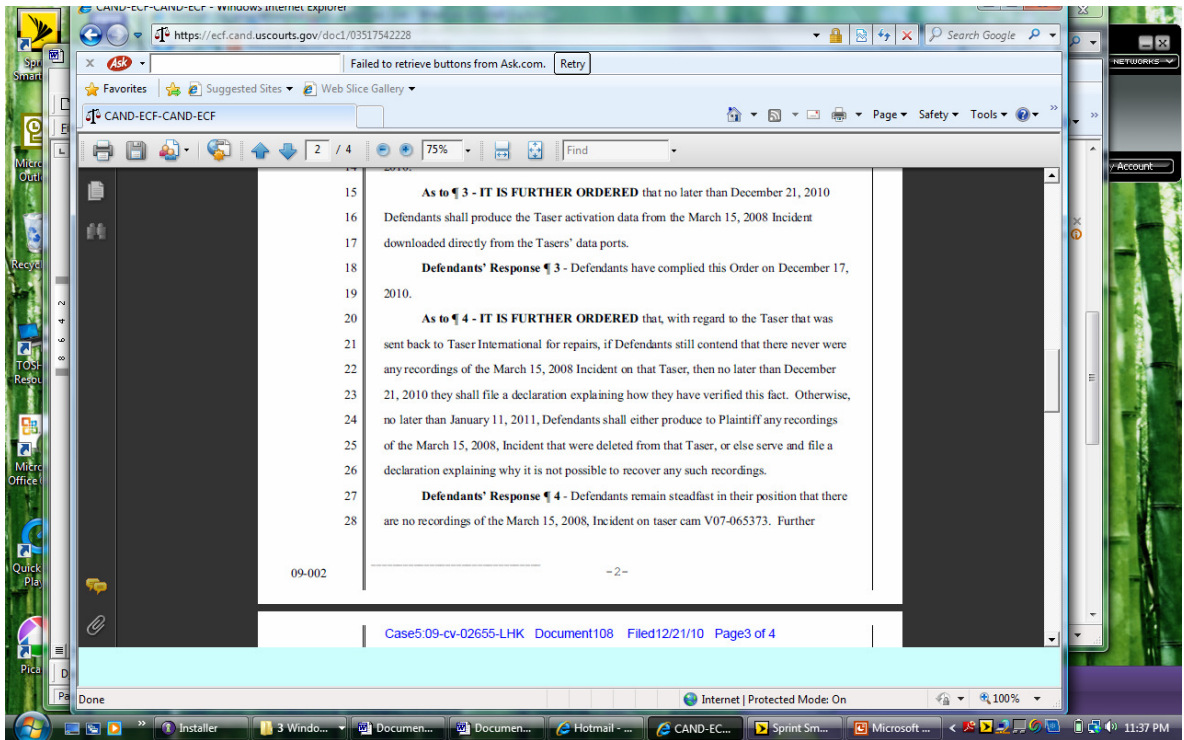 CAND-ECF-CAND-ECF - Windows Internet Explorer
https://ecf.cand.uscourts.gov/doc1/03517542228
Search Google
Ask
Failed to retrieve buttons from Ask.com. Retry
Favorites Suggested Sites Web Slice Gallery
CAND-ECF-CAND-ECF
Page Safety Tools
2 / 4 75% Find
14 2010.
15 As to ¶ 3 - IT IS FURTHER ORDERED that no later than December 21, 2010
16 Defendants shall produce the Taser activation data from the March 15, 2008 Incident
17 downloaded directly from the Tasers' data ports.
18 Defendants' Response ¶ 3 - Defendants have complied this Order on December 17,
19 2010.
20 As to ¶ 4 - IT IS FURTHER ORDERED that, with regard to the Taser that was
21 sent back to Taser International for repairs, if Defendants still contend that there never were
22 any recordings of the March 15, 2008 Incident on that Taser, then no later than December
23 21, 2010 they shall file a declaration explaining how they have verified this fact. Otherwise,
24 no later than January 11, 2011, Defendants shall either produce to Plaintiff any recordings
25 of the March 15, 2008, Incident that were deleted from that Taser, or else serve and file a
26 declaration explaining why it is not possible to recover any such recordings.
27 Defendants' Response ¶ 4 - Defendants remain steadfast in their position that there
28 are no recordings of the March 15, 2008, Incident on taser cam V07-065373. Further
09-002 -2-
Case5:09-cv-02655-LHK Document108 Filed12/21/10 Page3 of 4
Done Internet | Protected Mode: On 100%
Installer 3 Windo... Documen... Documen... Hotmail - ... CAND-EC... Sprint Sm... Microsoft ... 11:37 PM
NETWORKS
Account
Spri
Smart
Micro
Outl
Recycl
TOSH
Resou
Micro
Office
Quick
Play
Pica